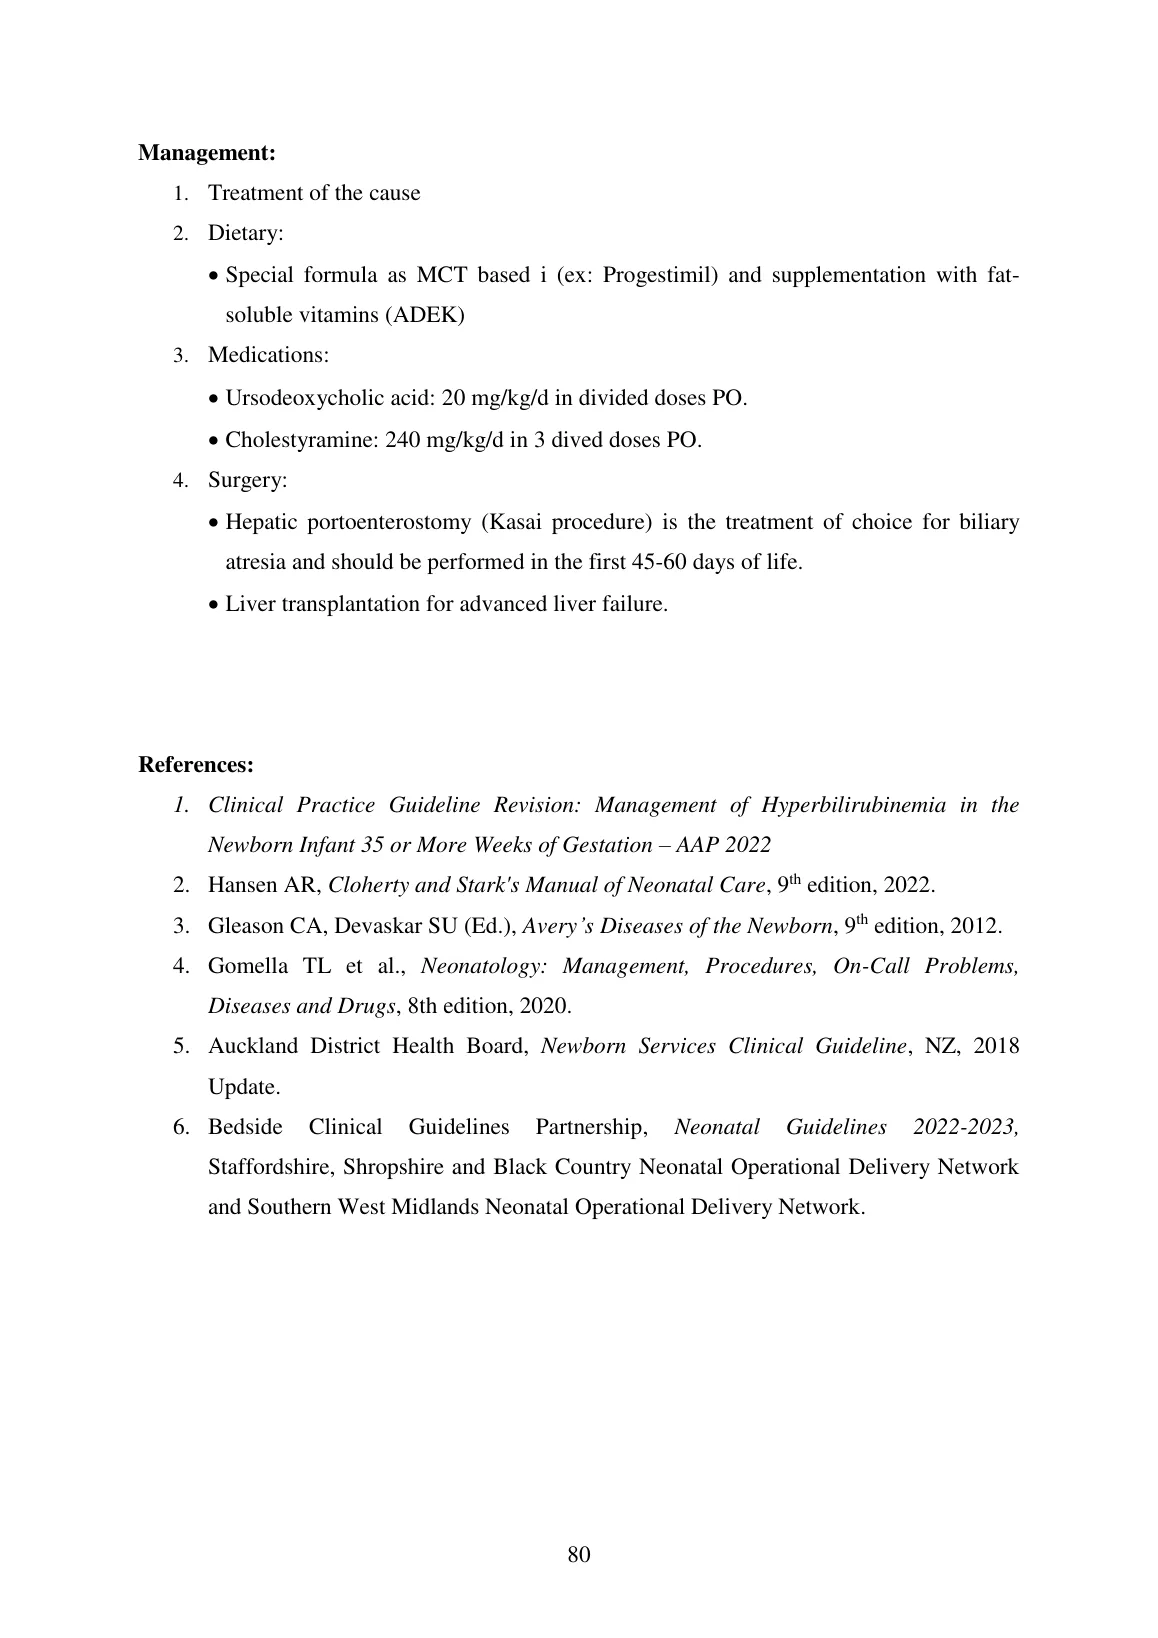 Management:
1. Treatment of the cause
2. Dietary:
• Special formula as MCT based i (ex: Progestimil) and supplementation with fat-
soluble vitamins (ADEK)
3. Medications:
• Ursodeoxycholic acid: 20 mg/kg/d in divided doses PO.
• Cholestyramine: 240 mg/kg/d in 3 dived doses PO.
4. Surgery:
• Hepatic portoenterostomy (Kasai procedure) is the treatment of choice for biliary
atresia and should be performed in the first 45-60 days of life.
• Liver transplantation for advanced liver failure.
References:
1. Clinical Practice Guideline Revision: Management of Hyperbilirubinemia in the
Newborn Infant 35 or More Weeks of Gestation – AAP 2022
2. Hansen AR, Cloherty and Stark's Manual of Neonatal Care, 9th edition, 2022.
3. Gleason CA, Devaskar SU (Ed.), Avery’s Diseases of the Newborn, 9th edition, 2012.
4. Gomella TL et al., Neonatology: Management, Procedures, On-Call Problems,
Diseases and Drugs, 8th edition, 2020.
5. Auckland District Health Board, Newborn Services Clinical Guideline, NZ, 2018
Update.
6. Bedside Clinical Guidelines Partnership, Neonatal Guidelines 2022-2023,
Staffordshire, Shropshire and Black Country Neonatal Operational Delivery Network
and Southern West Midlands Neonatal Operational Delivery Network.
80